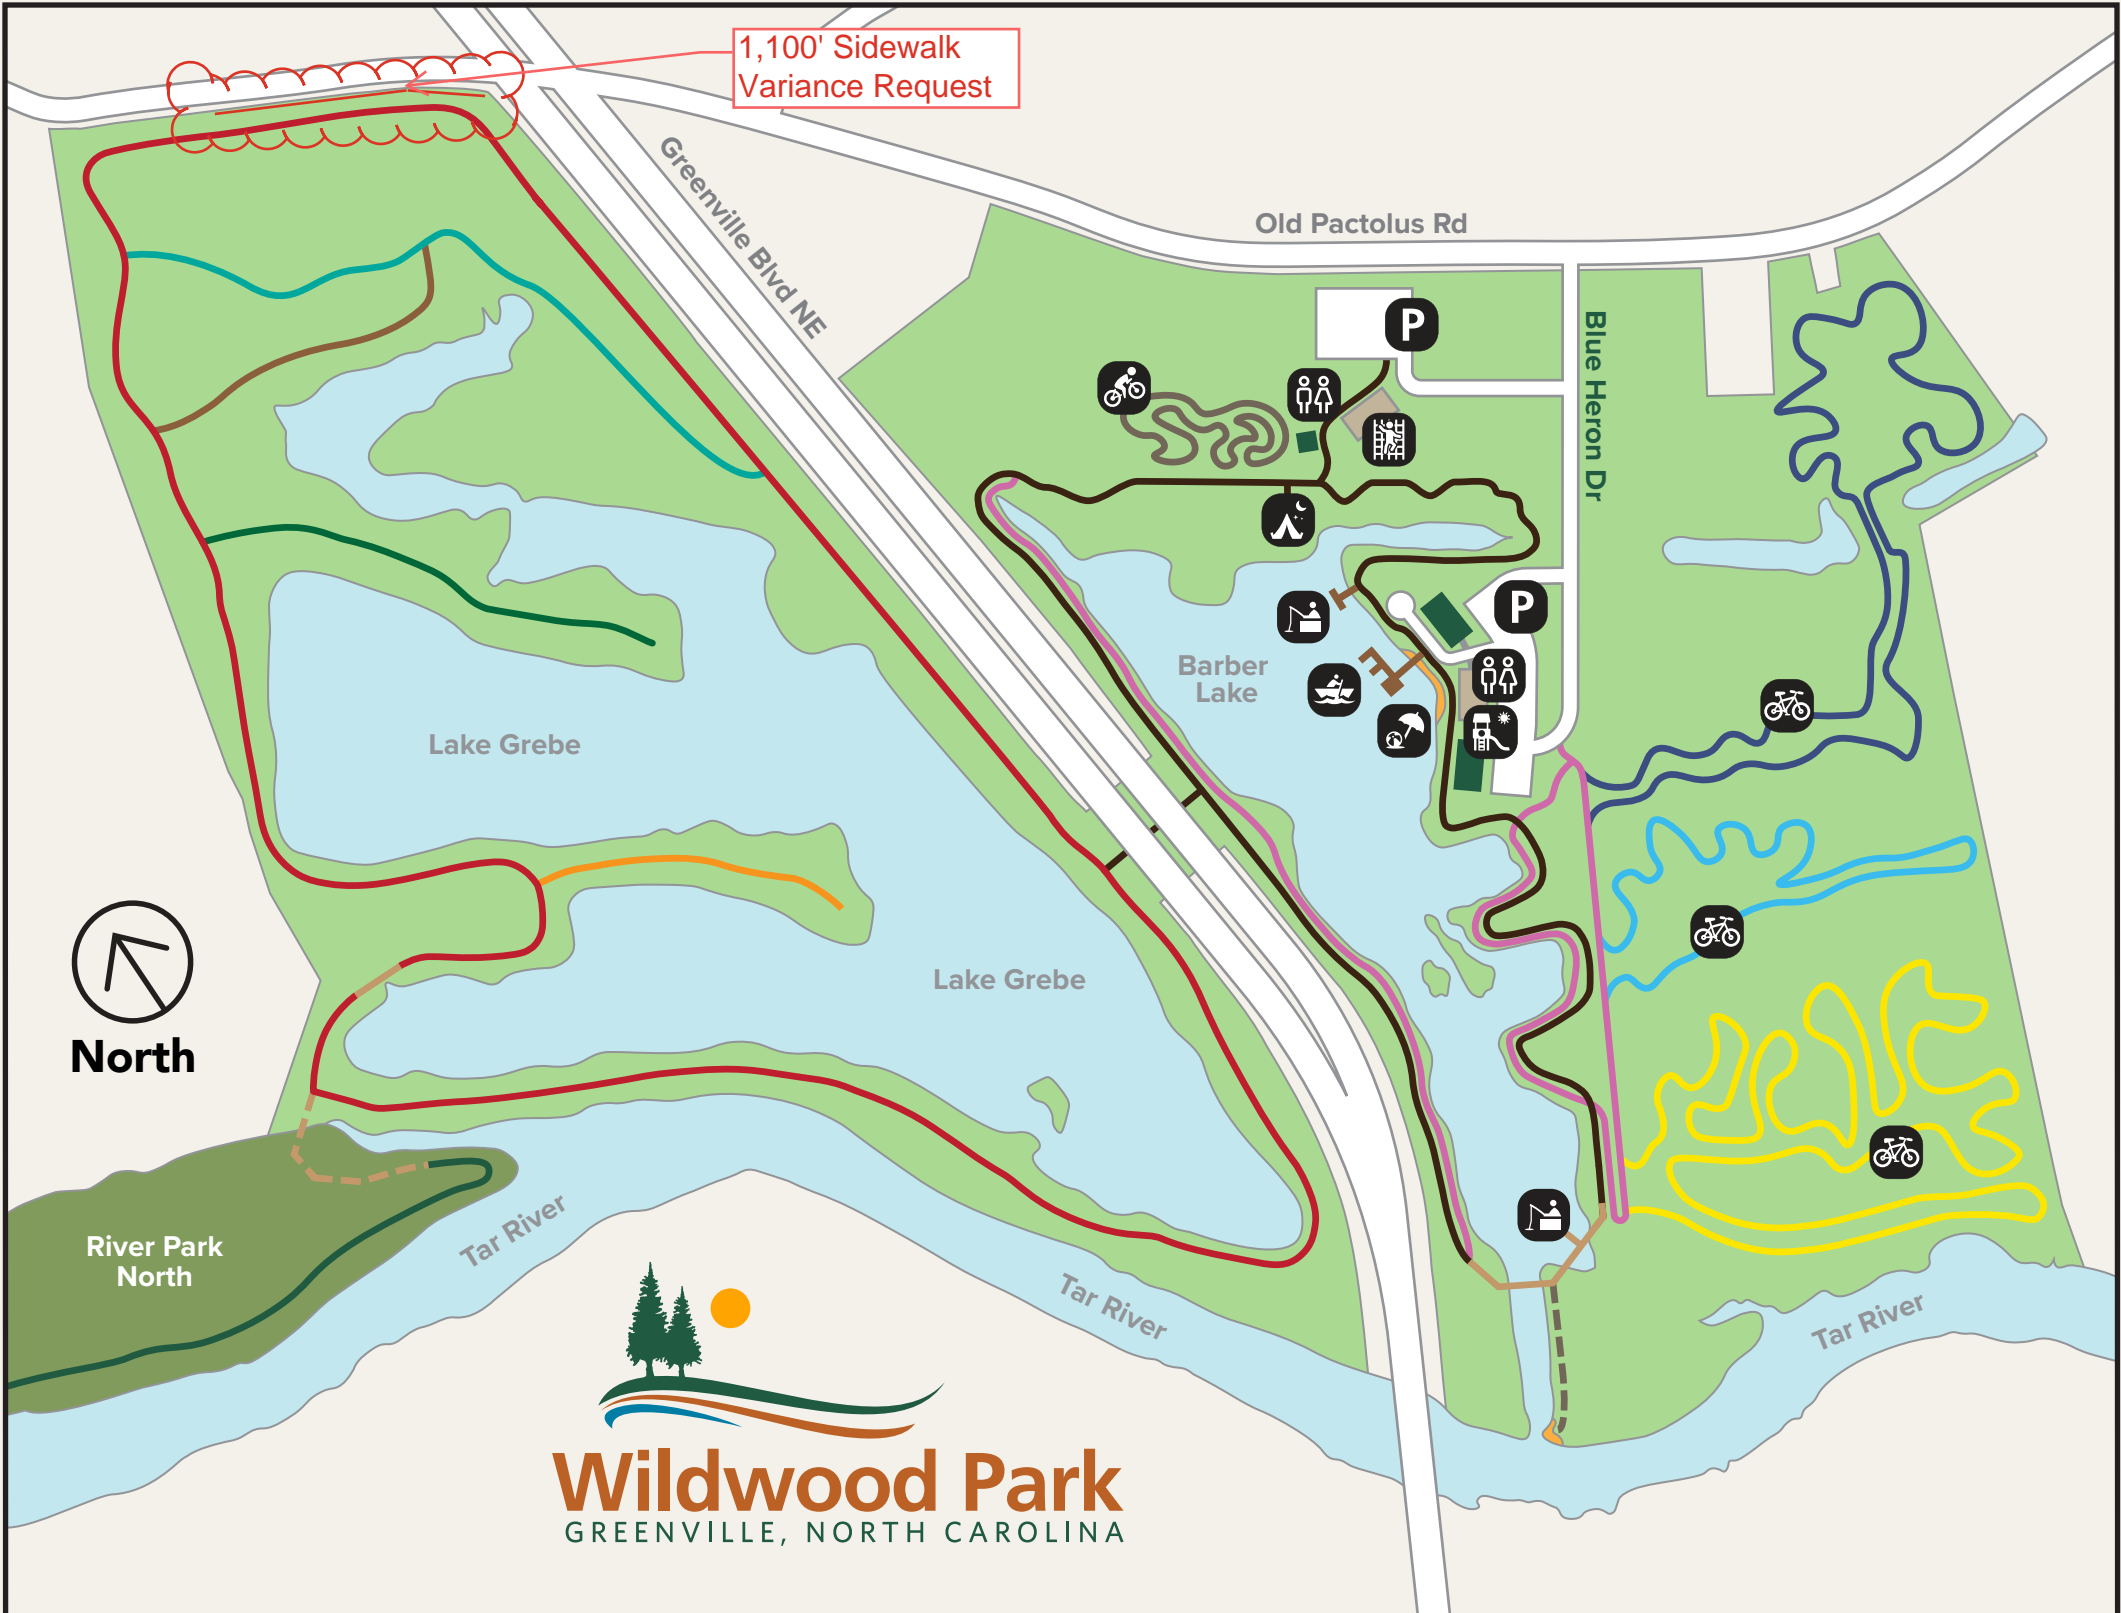 1,100' Sidewalk
Variance Request
Greenville Blvd NE
Old Pactolus Rd
P
Blue Heron Dr
P
Barber
Lake
Lake Grebe
Lake Grebe
North
River Park
North
Tar River
Tar River
Tar River
Wildwood Park
GREENVILLE, NORTH CAROLINA